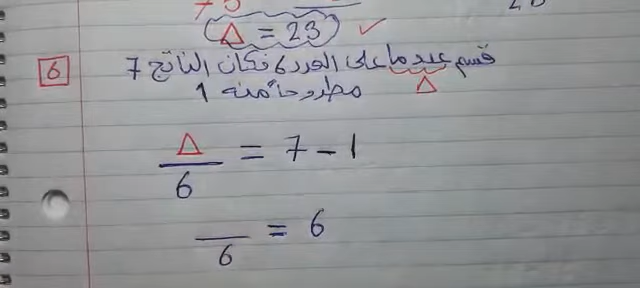 Δ = 23 ✓
6 قسم عدد ما على العدد 6 فكان الناتج 7
مطروحاً منه 1
Δ
Δ/6 = 7 - 1
/6 = 6